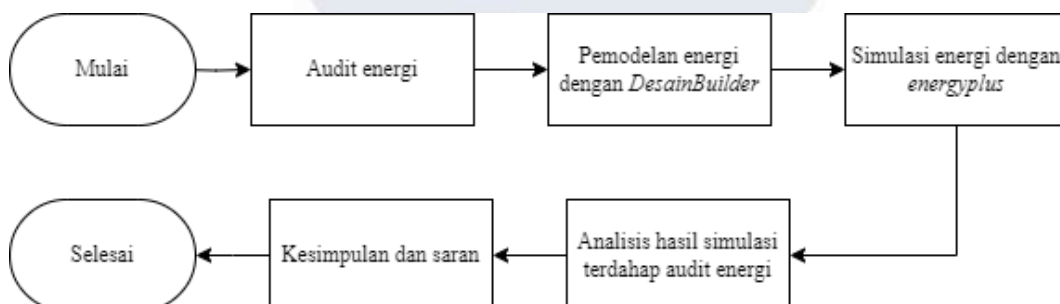 Mulai
Audit energi
Pemodelan energi
dengan DesainBuilder
Simulasi energi dengan
energyplus
Analisis hasil simulasi
terdahap audit energi
Kesimpulan dan saran
Selesai